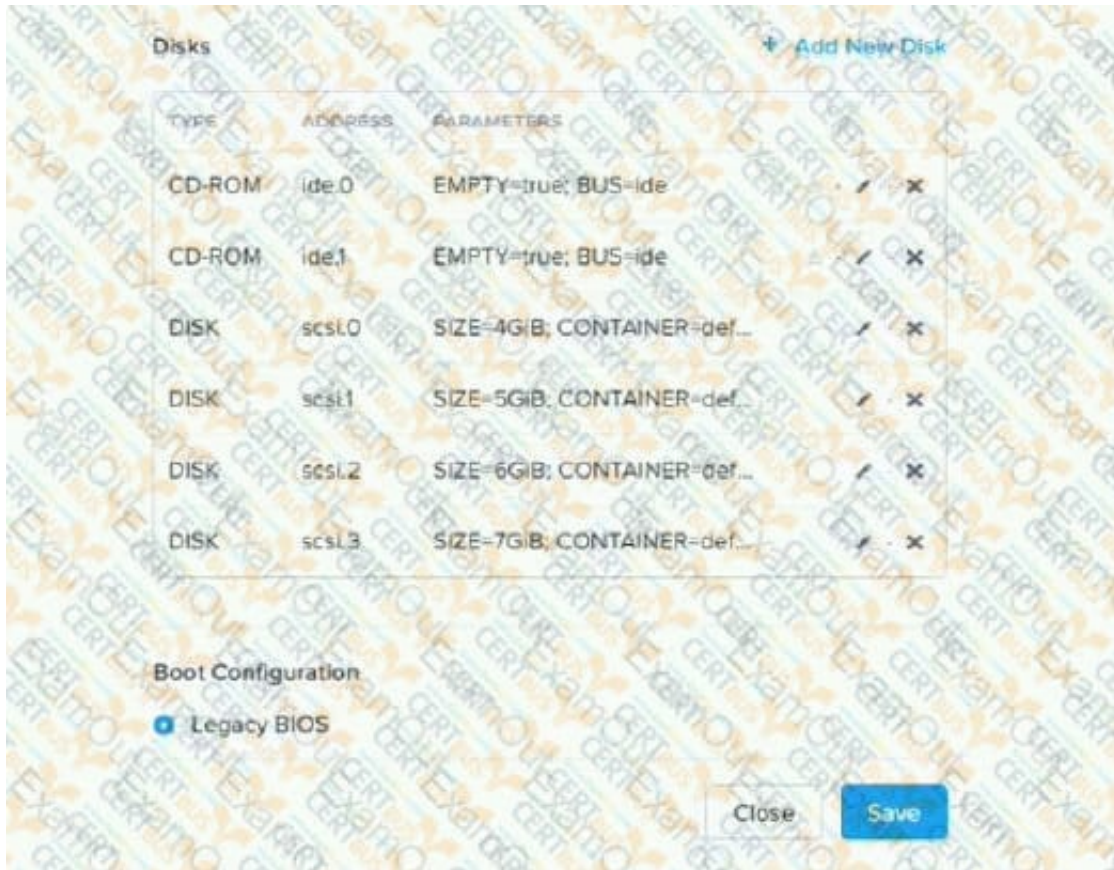 Disks + Add New Disk
TYPE ADDRESS PARAMETERS
CD-ROM ide.0 EMPTY=true; BUS=ide
CD-ROM ide.1 EMPTY=true; BUS=ide
DISK scsi.0 SIZE=4GiB; CONTAINER=def...
DISK scsi.1 SIZE=5GiB; CONTAINER=def...
DISK scsi.2 SIZE=6GiB; CONTAINER=def...
DISK scsi.3 SIZE=7GiB; CONTAINER=def...
Boot Configuration
Legacy BIOS
Close Save